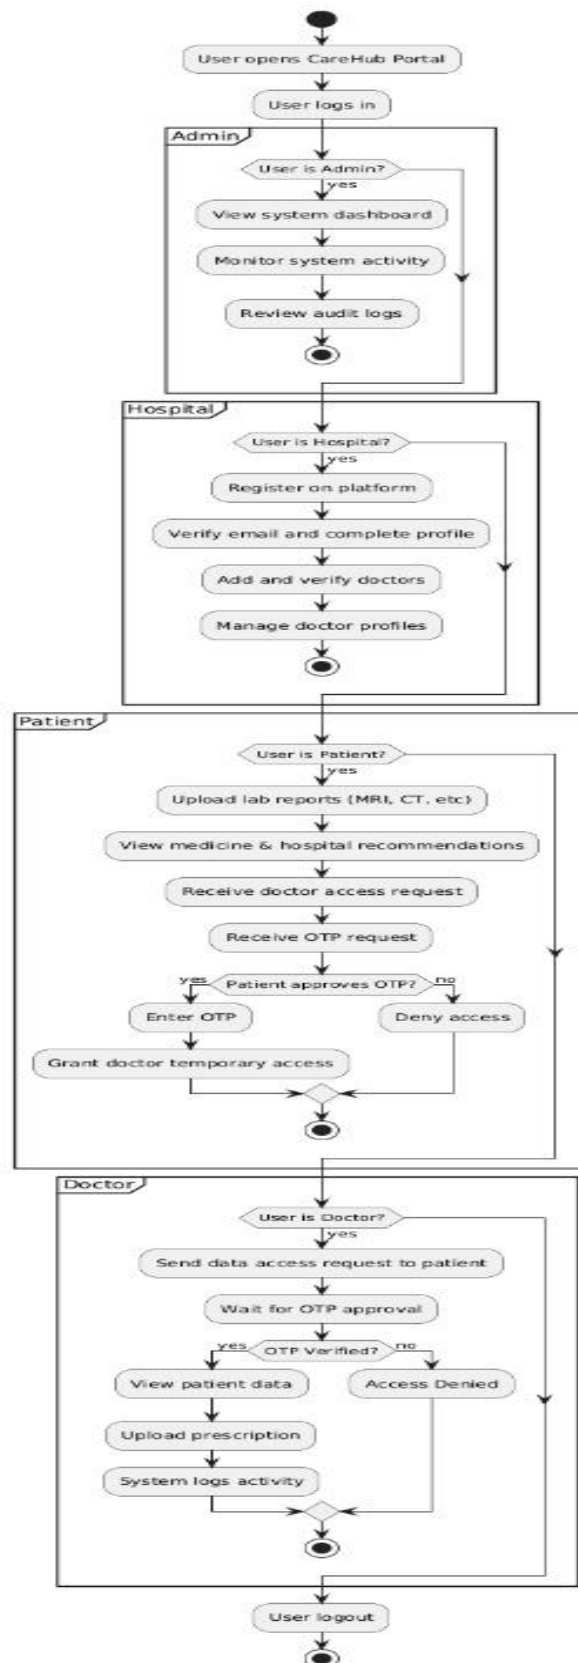 User opens CareHub Portal
User logs in
Admin
User is Admin?
yes
View system dashboard
Monitor system activity
Review audit logs
Hospital
User is Hospital?
yes
Register on platform
Verify email and complete profile
Add and verify doctors
Manage doctor profiles
Patient
User is Patient?
yes
Upload lab reports (MRI, CT, etc)
View medicine & hospital recommendations
Receive doctor access request
Receive OTP request
yes Patient approves OTP? no
Enter OTP Deny access
Grant doctor temporary access
Doctor
User is Doctor?
yes
Send data access request to patient
Wait for OTP approval
yes OTP Verified? no
View patient data Access Denied
Upload prescription
System logs activity
User logout